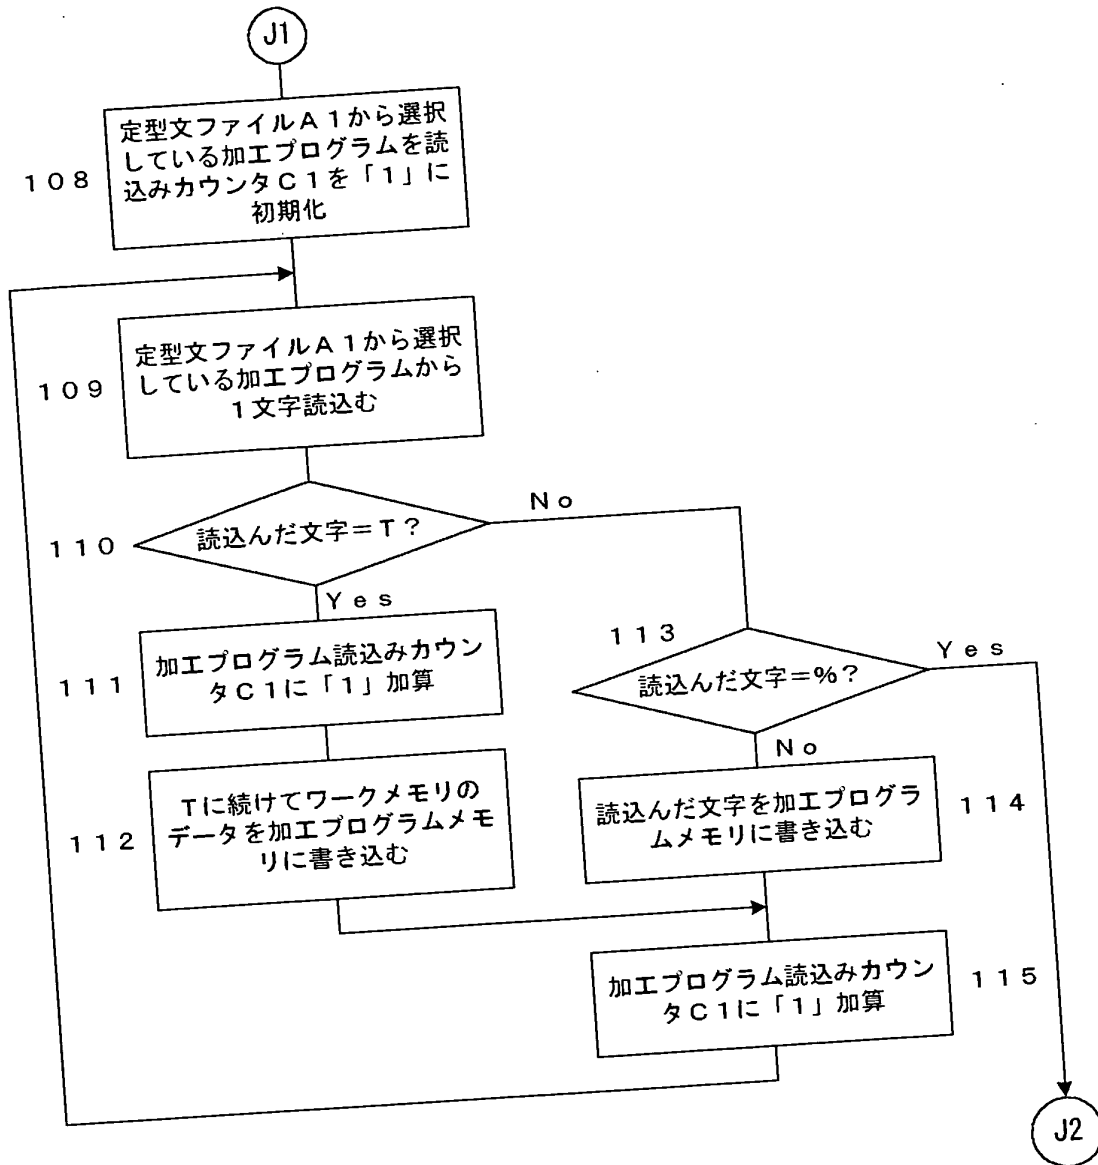 J1
108
定型文ファイルA1から選択
している加工プログラムを読
込みカウンタC1を「1」に
初期化
109
定型文ファイルA1から選択
している加工プログラムから
1文字読込む
110
読込んだ文字=T?
No
Yes
111
加工プログラム読込みカウン
タC1に「1」加算
113
読込んだ文字=%?
Yes
No
112
Tに続けてワークメモリの
データを加工プログラムメモ
リに書き込む
読込んだ文字を加工プログラ
ムメモリに書き込む
114
加工プログラム読込みカウン
タC1に「1」加算
115
J2